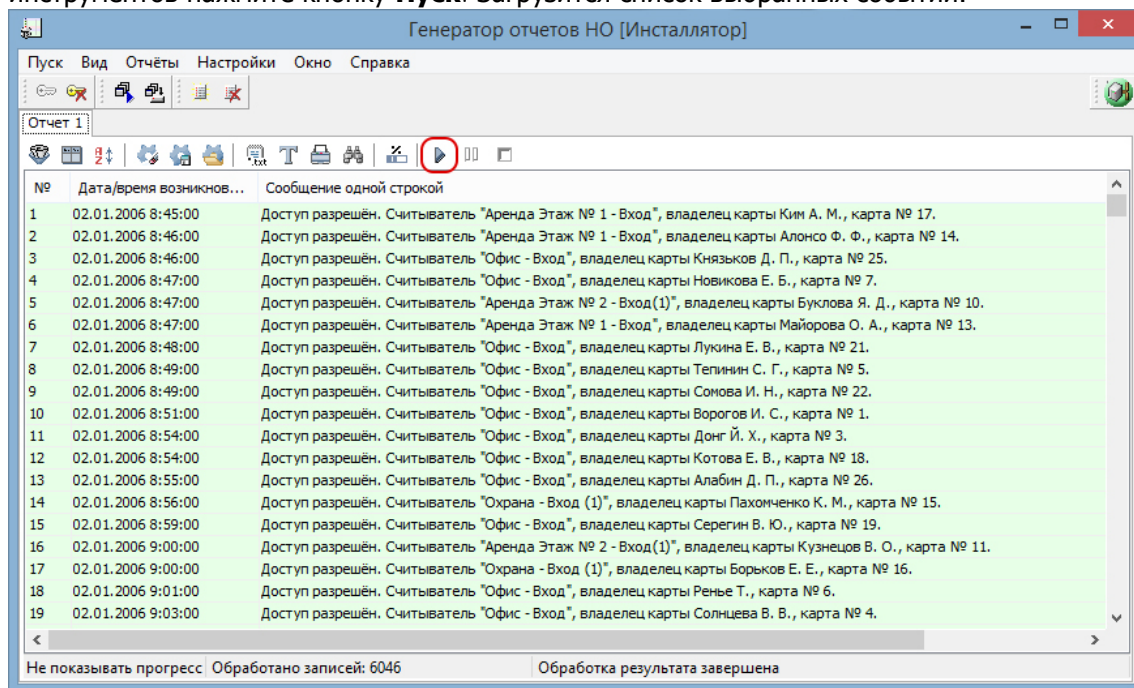 инструментов нажмите кнопку Пуск. Загрузится список выбранных событий.
Генератор отчетов НО [Инсталлятор]
Пуск Вид Отчёты Настройки Окно Справка
Отчет 1
№ Дата/время возникнов... Сообщение одной строкой
1 02.01.2006 8:45:00 Доступ разрешён. Считыватель "Аренда Этаж № 1 - Вход", владелец карты Ким А. М., карта № 17.
2 02.01.2006 8:46:00 Доступ разрешён. Считыватель "Аренда Этаж № 1 - Вход", владелец карты Алонсо Ф. Ф., карта № 14.
3 02.01.2006 8:46:00 Доступ разрешён. Считыватель "Офис - Вход", владелец карты Князьков Д. П., карта № 25.
4 02.01.2006 8:47:00 Доступ разрешён. Считыватель "Офис - Вход", владелец карты Новикова Е. Б., карта № 7.
5 02.01.2006 8:47:00 Доступ разрешён. Считыватель "Аренда Этаж № 2 - Вход(1)", владелец карты Буклова Я. Д., карта № 10.
6 02.01.2006 8:47:00 Доступ разрешён. Считыватель "Аренда Этаж № 1 - Вход", владелец карты Майорова О. А., карта № 13.
7 02.01.2006 8:48:00 Доступ разрешён. Считыватель "Офис - Вход", владелец карты Лукина Е. В., карта № 21.
8 02.01.2006 8:49:00 Доступ разрешён. Считыватель "Офис - Вход", владелец карты Тепинин С. Г., карта № 5.
9 02.01.2006 8:49:00 Доступ разрешён. Считыватель "Офис - Вход", владелец карты Сомова И. Н., карта № 22.
10 02.01.2006 8:51:00 Доступ разрешён. Считыватель "Офис - Вход", владелец карты Ворогов И. С., карта № 1.
11 02.01.2006 8:54:00 Доступ разрешён. Считыватель "Офис - Вход", владелец карты Донг Й. Х., карта № 3.
12 02.01.2006 8:54:00 Доступ разрешён. Считыватель "Офис - Вход", владелец карты Котова Е. В., карта № 18.
13 02.01.2006 8:55:00 Доступ разрешён. Считыватель "Офис - Вход", владелец карты Алабин Д. П., карта № 26.
14 02.01.2006 8:56:00 Доступ разрешён. Считыватель "Охрана - Вход (1)", владелец карты Пахомченко К. М., карта № 15.
15 02.01.2006 8:59:00 Доступ разрешён. Считыватель "Офис - Вход", владелец карты Серегин В. Ю., карта № 19.
16 02.01.2006 9:00:00 Доступ разрешён. Считыватель "Аренда Этаж № 2 - Вход(1)", владелец карты Кузнецов В. О., карта № 11.
17 02.01.2006 9:00:00 Доступ разрешён. Считыватель "Охрана - Вход (1)", владелец карты Борьков Е. Е., карта № 16.
18 02.01.2006 9:01:00 Доступ разрешён. Считыватель "Офис - Вход", владелец карты Ренье Т., карта № 6.
19 02.01.2006 9:03:00 Доступ разрешён. Считыватель "Офис - Вход", владелец карты Солнцева В. В., карта № 4.
Не показывать прогресс Обработано записей: 6046 Обработка результата завершена